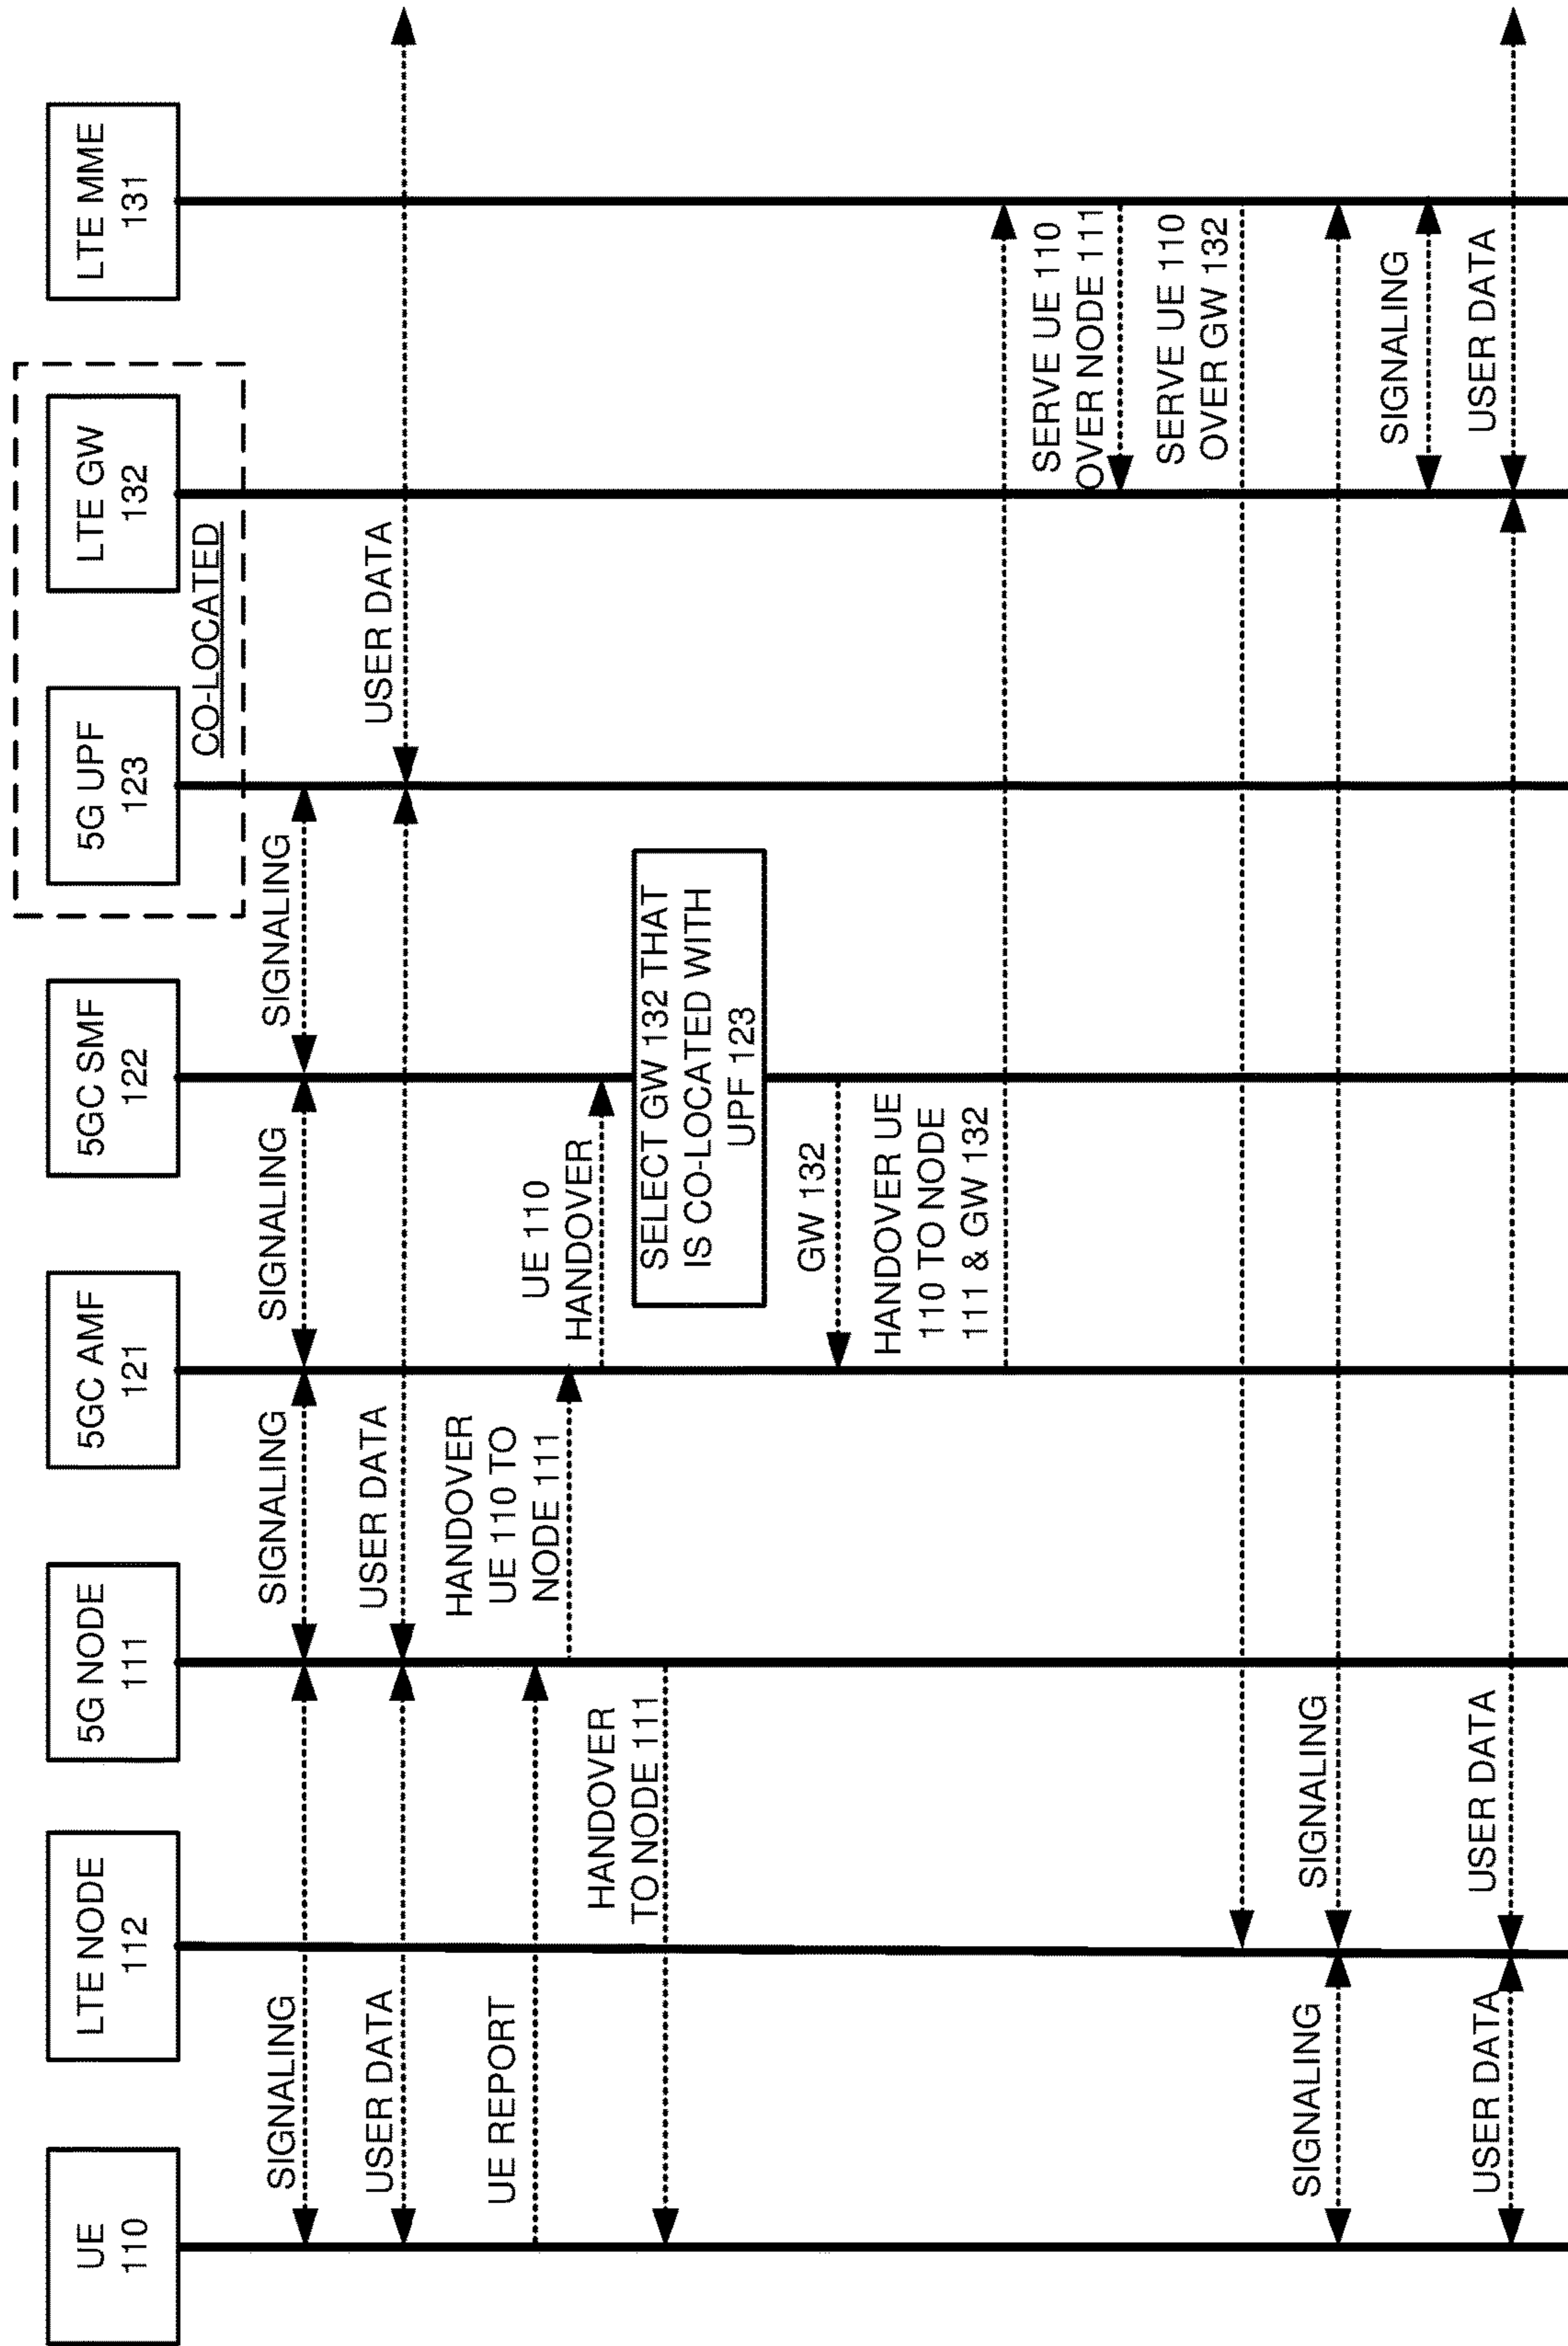 UE
110
LTE NODE
112
5G NODE
111
5GC AMF
121
5GC SMF
122
5G UPF
123
LTE GW
132
LTE MME
131
CO-LOCATED
SIGNALING
SIGNALING
SIGNALING
SIGNALING
USER DATA
USER DATA
USER DATA
UE REPORT
HANDOVER
UE 110 TO
NODE 111
UE 110
HANDOVER
HANDOVER
TO NODE 111
SELECT GW 132 THAT
IS CO-LOCATED WITH
UPF 123
GW 132
HANDOVER UE
110 TO NODE
111 & GW 132
SERVE UE 110
OVER NODE 111
SERVE UE 110
OVER GW 132
SIGNALING
SIGNALING
SIGNALING
USER DATA
USER DATA
USER DATA